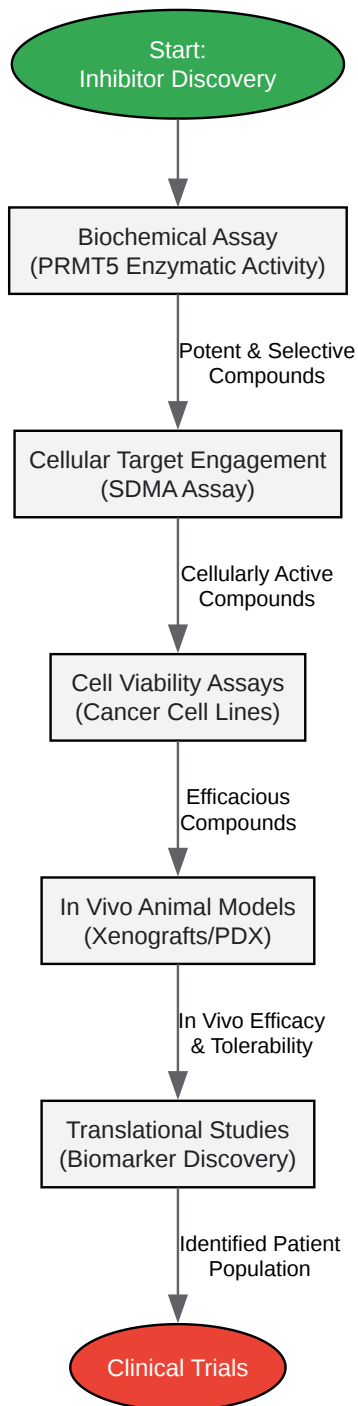 Start:
Inhibitor Discovery
Biochemical Assay
(PRMT5 Enzymatic Activity)
Potent & Selective
Compounds
Cellular Target Engagement
(SDMA Assay)
Cellularly Active
Compounds
Cell Viability Assays
(Cancer Cell Lines)
Efficacious
Compounds
In Vivo Animal Models
(Xenografts/PDX)
In Vivo Efficacy
& Tolerability
Translational Studies
(Biomarker Discovery)
Identified Patient
Population
Clinical Trials